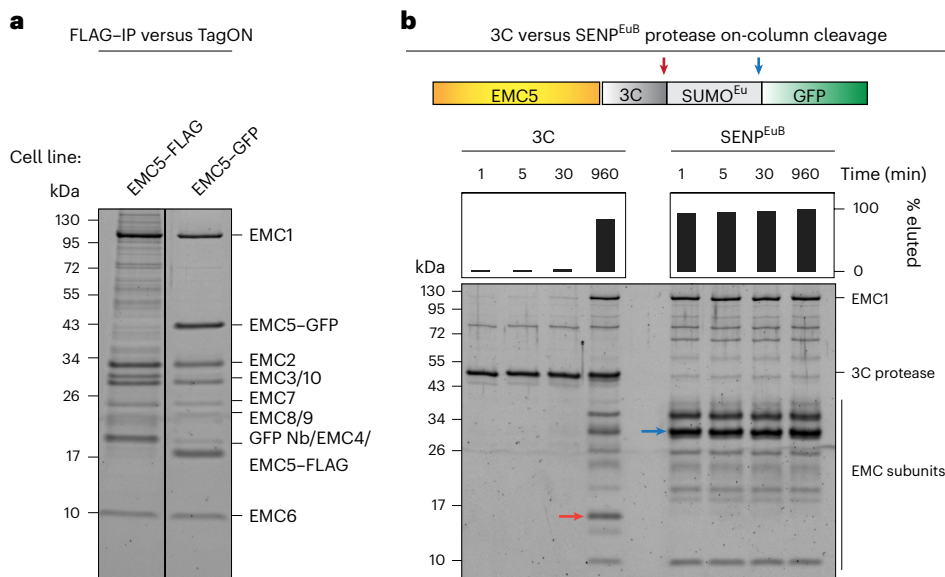 a
FLAG–IP versus TagON
Cell line:
EMC5–FLAG
EMC5–GFP
kDa
130
95
72
55
43
34
26
17
10
EMC1
EMC5–GFP
EMC2
EMC3/10
EMC7
EMC8/9
GFP Nb/EMC4/
EMC5–FLAG
EMC6
b
3C versus SENP^EuB protease on-column cleavage
EMC5 3C SUMO^Eu GFP
3C SENP^EuB
1 5 30 960 1 5 30 960 Time (min)
100
0
% eluted
kDa
130
95
72
55
43
34
26
17
10
EMC1
3C protease
EMC subunits